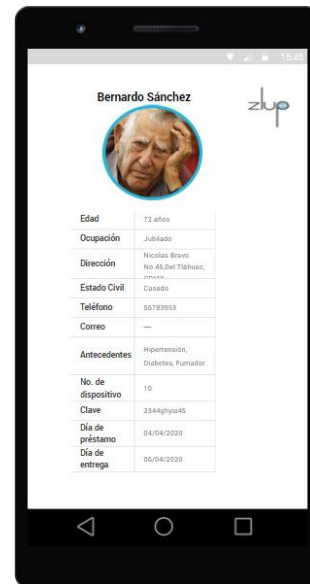 15:45
Bernardo Sánchez
zlup
Edad 72 años
Ocupación Jubilado
Dirección Nicolas Bravo
No.45,Del Tláhuac,
CDMX
Estado Civil Casado
Teléfono 56783953
Correo —
Antecedentes Hipertensión,
Diabetes, Fumador.
No. de
dispositivo 10
Clave 2344ghyia45
Día de
préstamo 04/04/2020
Día de
entrega 06/04/2020